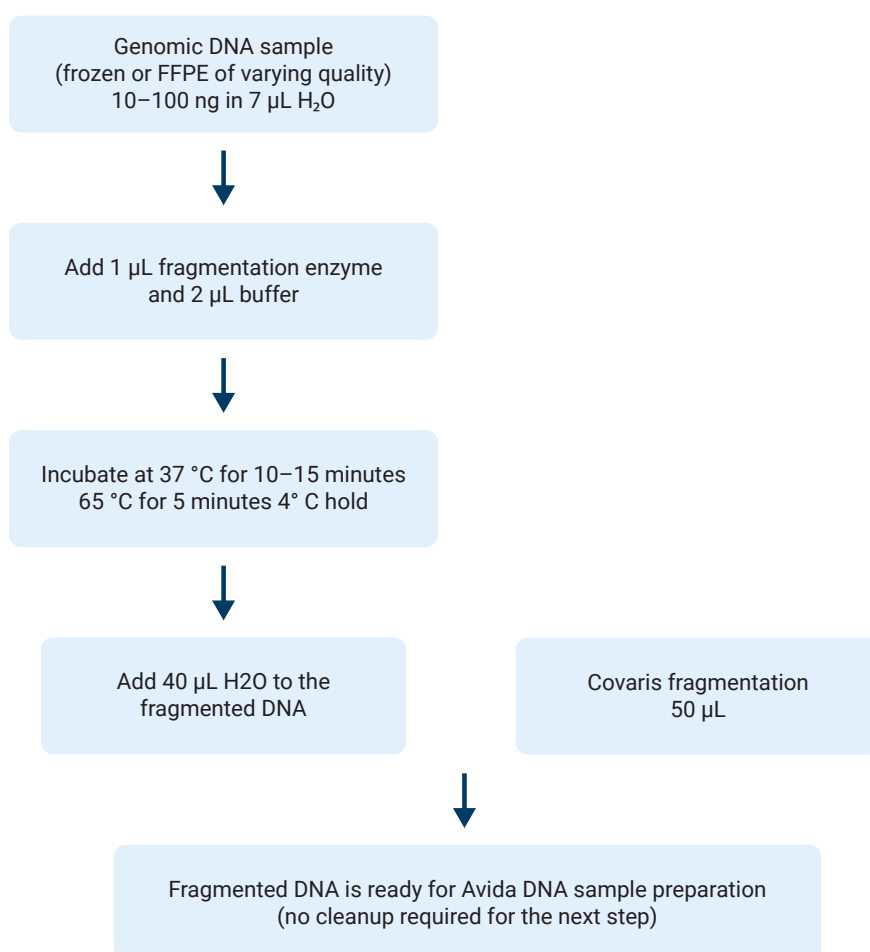 Genomic DNA sample
(frozen or FFPE of varying quality)
10–100 ng in 7 µL H₂O
Add 1 µL fragmentation enzyme
and 2 µL buffer
Incubate at 37 °C for 10–15 minutes
65 °C for 5 minutes 4° C hold
Add 40 µL H2O to the
fragmented DNA
Covaris fragmentation
50 µL
Fragmented DNA is ready for Avida DNA sample preparation
(no cleanup required for the next step)